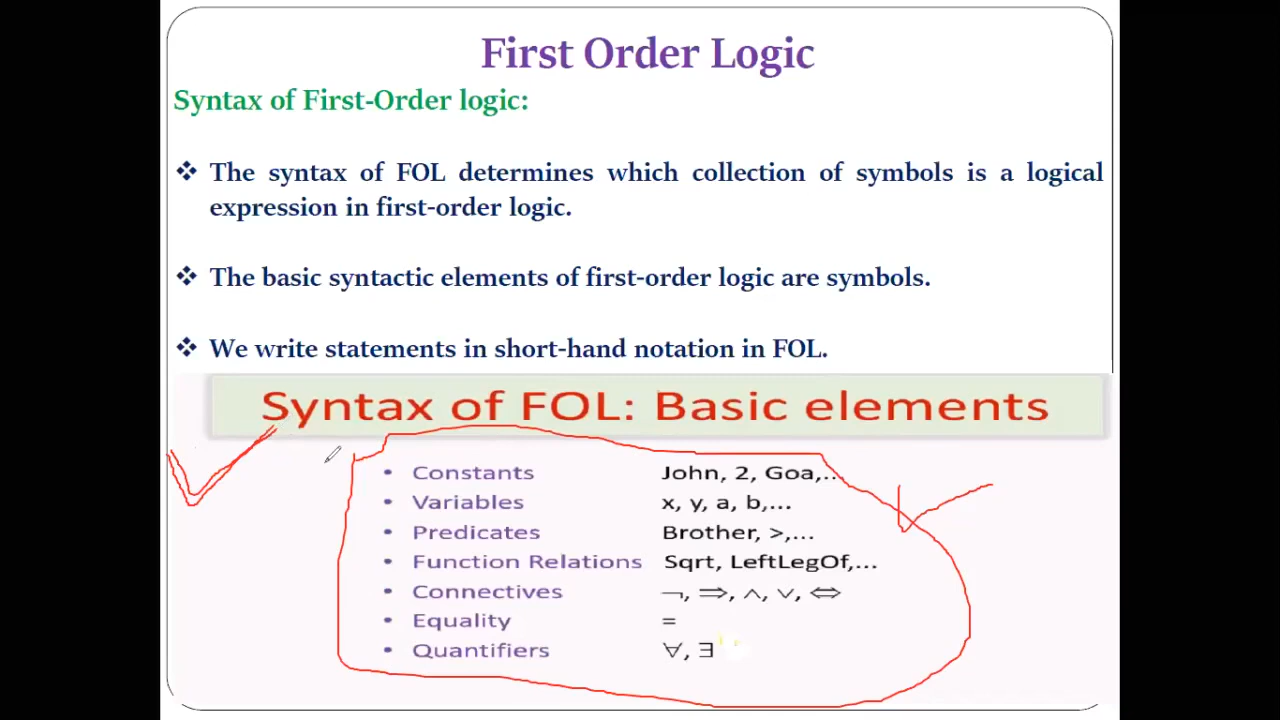 First Order Logic
Syntax of First-Order logic:
❖ The syntax of FOL determines which collection of symbols is a logical
expression in first-order logic.
❖ The basic syntactic elements of first-order logic are symbols.
❖ We write statements in short-hand notation in FOL.
Syntax of FOL: Basic elements
• Constants John, 2, Goa,..
• Variables x, y, a, b,...
• Predicates Brother, >,...
• Function Relations Sqrt, LeftLegOf,...
• Connectives ¬, ⇒, ∧, ∨, ⇔
• Equality =
• Quantifiers ∀, ∃